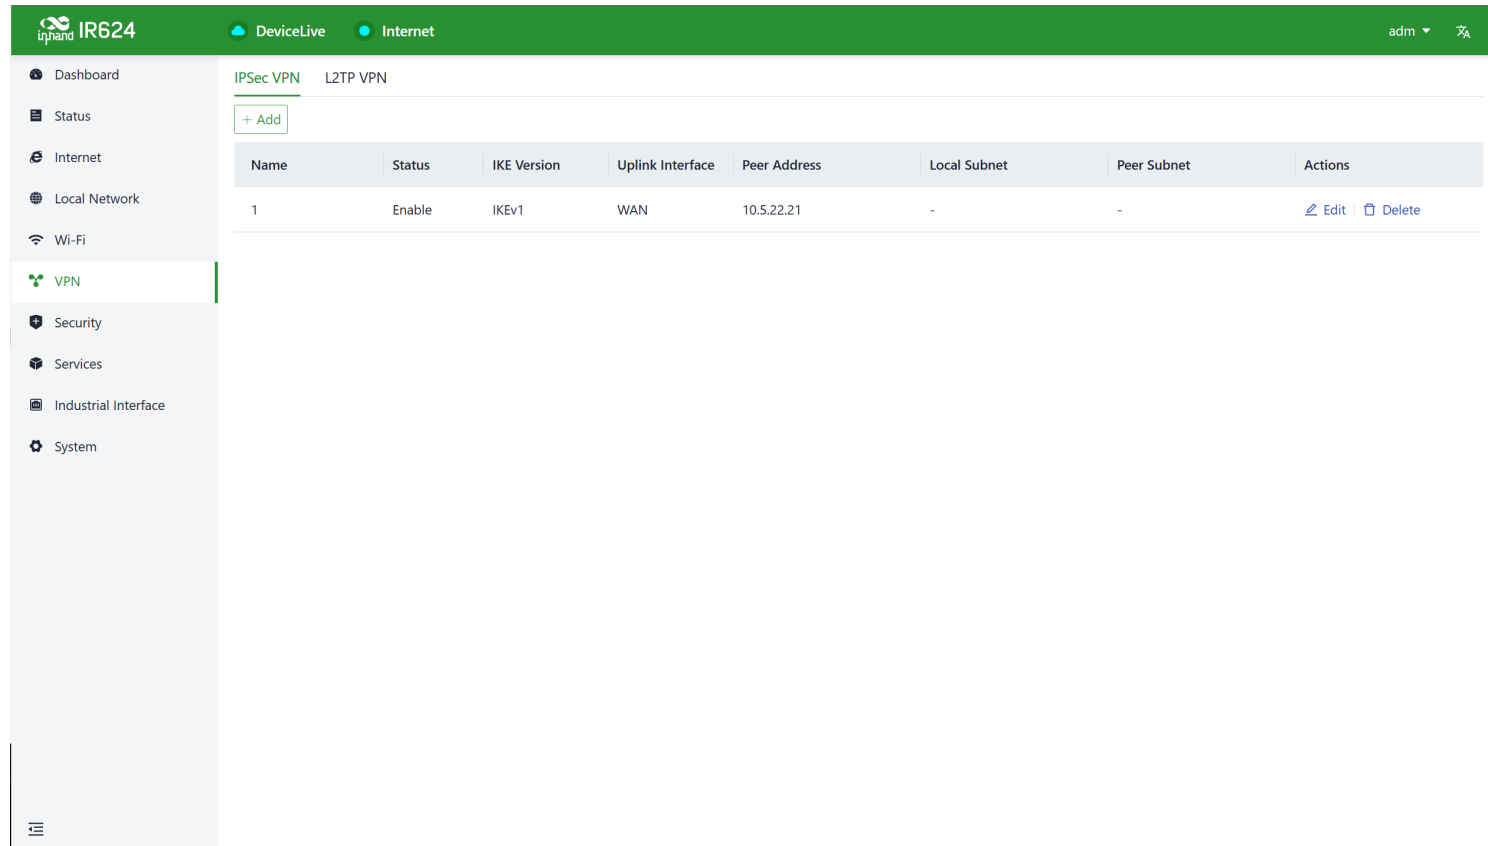 inhand IR624 DeviceLive Internet adm
Dashboard
Status
Internet
Local Network
Wi-Fi
VPN
Security
Services
Industrial Interface
System
IPSec VPN L2TP VPN
+ Add
Name Status IKE Version Uplink Interface Peer Address Local Subnet Peer Subnet Actions
1 Enable IKEv1 WAN 10.5.22.21 - - Edit Delete